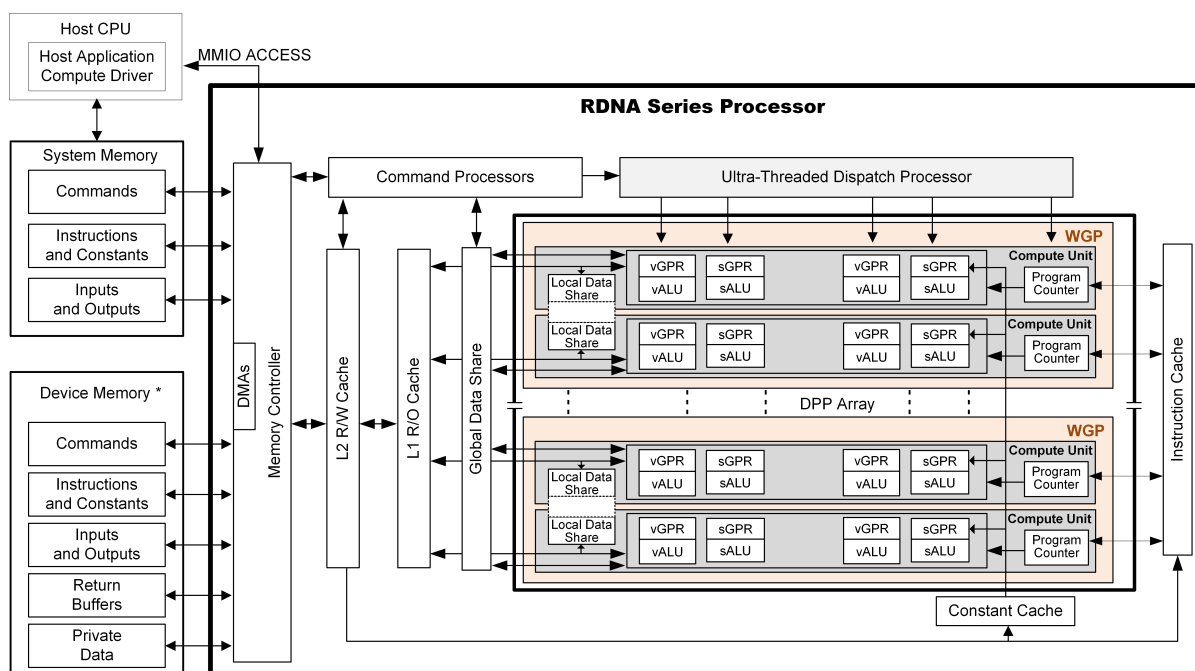 Host CPU
Host Application
Compute Driver
MMIO ACCESS
RDNA Series Processor
System Memory
Commands
Instructions
and Constants
Inputs
and Outputs
Device Memory *
Commands
Instructions
and Constants
Inputs
and Outputs
Return
Buffers
Private
Data
DMAs
Memory Controller
Command Processors
Ultra-Threaded Dispatch Processor
L2 R/W Cache
L1 R/O Cache
Global Data Share
WGP
Compute Unit
Local Data
Share
vGPR
vALU
sGPR
sALU
vGPR
vALU
sGPR
sALU
Program
Counter
Compute Unit
Local Data
Share
vGPR
vALU
sGPR
sALU
vGPR
vALU
sGPR
sALU
Program
Counter
DPP Array
WGP
Compute Unit
Local Data
Share
vGPR
vALU
sGPR
sALU
vGPR
vALU
sGPR
sALU
Program
Counter
Compute Unit
Local Data
Share
vGPR
vALU
sGPR
sALU
vGPR
vALU
sGPR
sALU
Program
Counter
Instruction Cache
Constant Cache